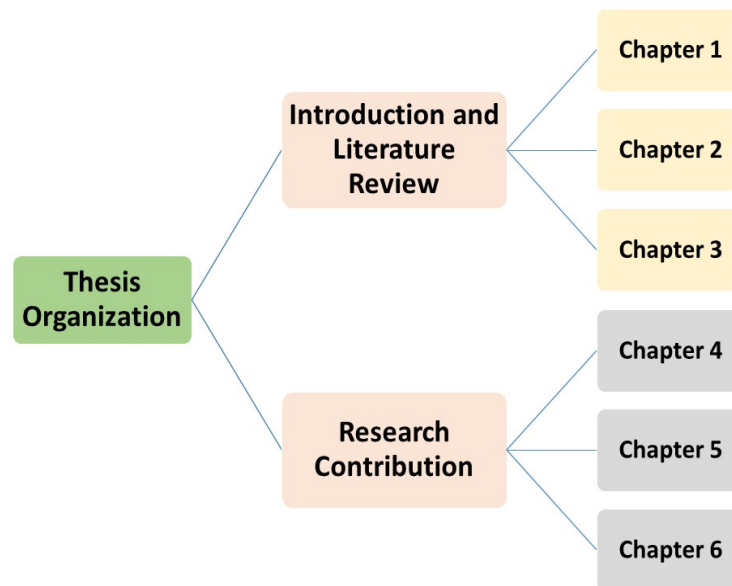 Thesis
Organization
Introduction and
Literature
Review
Chapter 1
Chapter 2
Chapter 3
Research
Contribution
Chapter 4
Chapter 5
Chapter 6